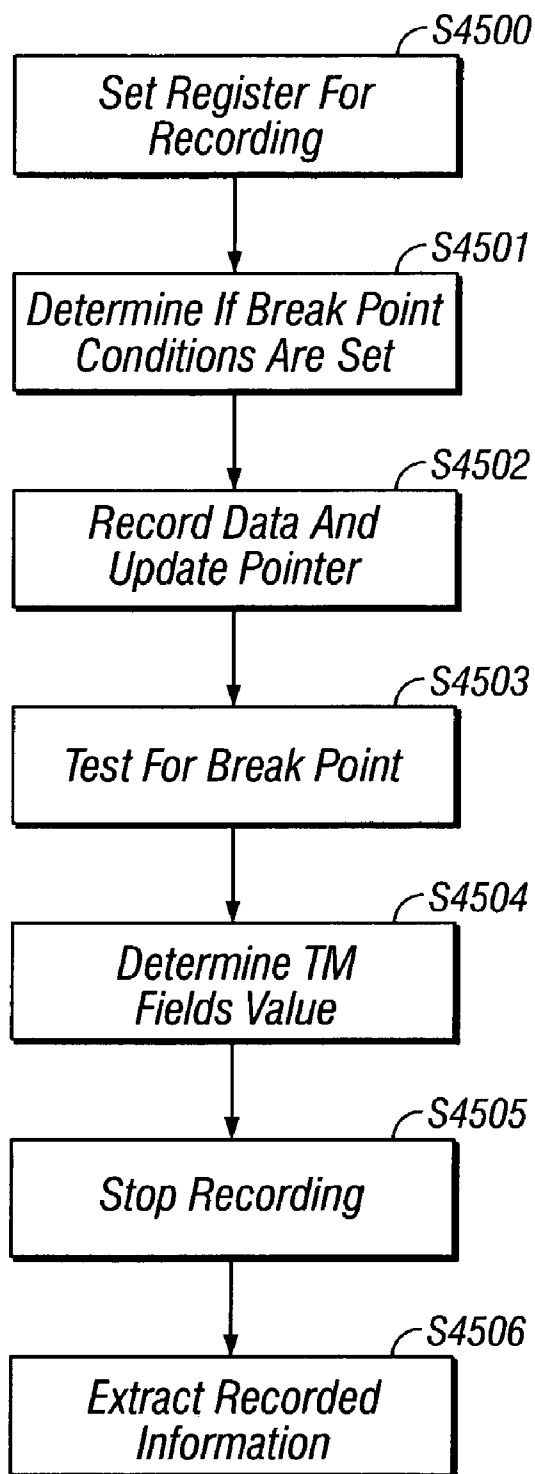 S4500
Set Register For
Recording
S4501
Determine If Break Point
Conditions Are Set
S4502
Record Data And
Update Pointer
S4503
Test For Break Point
S4504
Determine TM
Fields Value
S4505
Stop Recording
S4506
Extract Recorded
Information